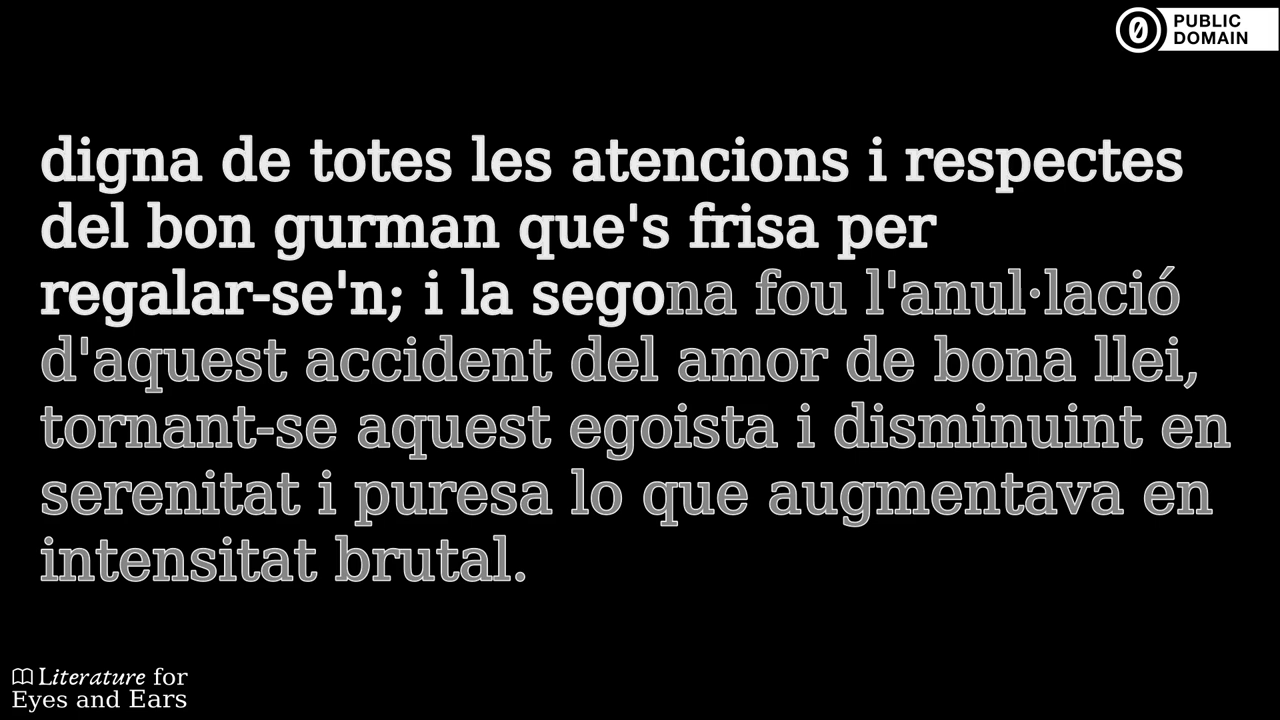 PUBLIC
DOMAIN
digna de totes les atencions i respectes
del bon gurman que's frisa per
regalar-se'n; i la segona fou l'anul·lació
d'aquest accident del amor de bona llei,
tornant-se aquest egoista i disminuint en
serenitat i puresa lo que augmentava en
intensitat brutal.
Literature for
Eyes and Ears